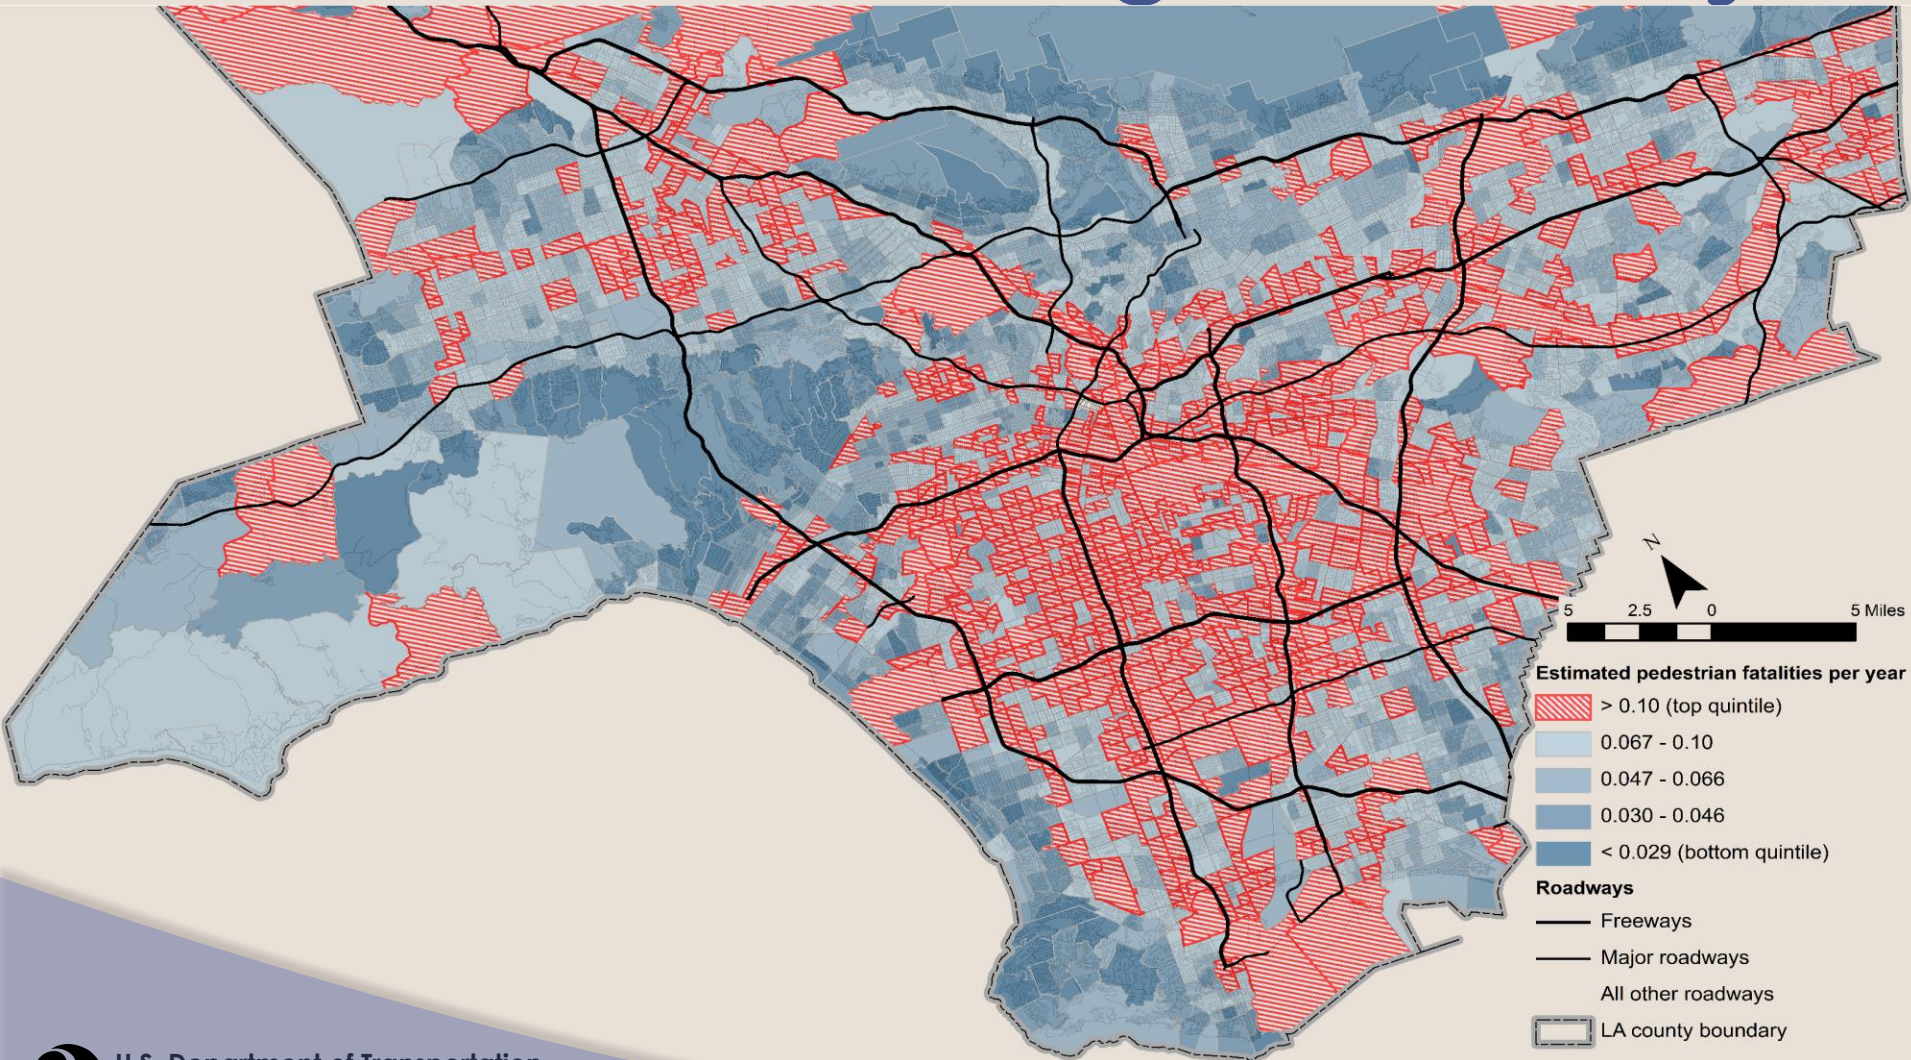 N
5 2.5 0 5 Miles
Estimated pedestrian fatalities per year
> 0.10 (top quintile)
0.067 - 0.10
0.047 - 0.066
0.030 - 0.046
< 0.029 (bottom quintile)
Roadways
Freeways
Major roadways
All other roadways
LA county boundary
U.S. Department of Transportation